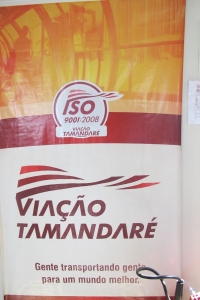 ISO
9001:2008
VIAÇÃO
TAMANDARÉ
VIAÇÃO
TAMANDARÉ
Gente transportando gente
para um mundo melhor.